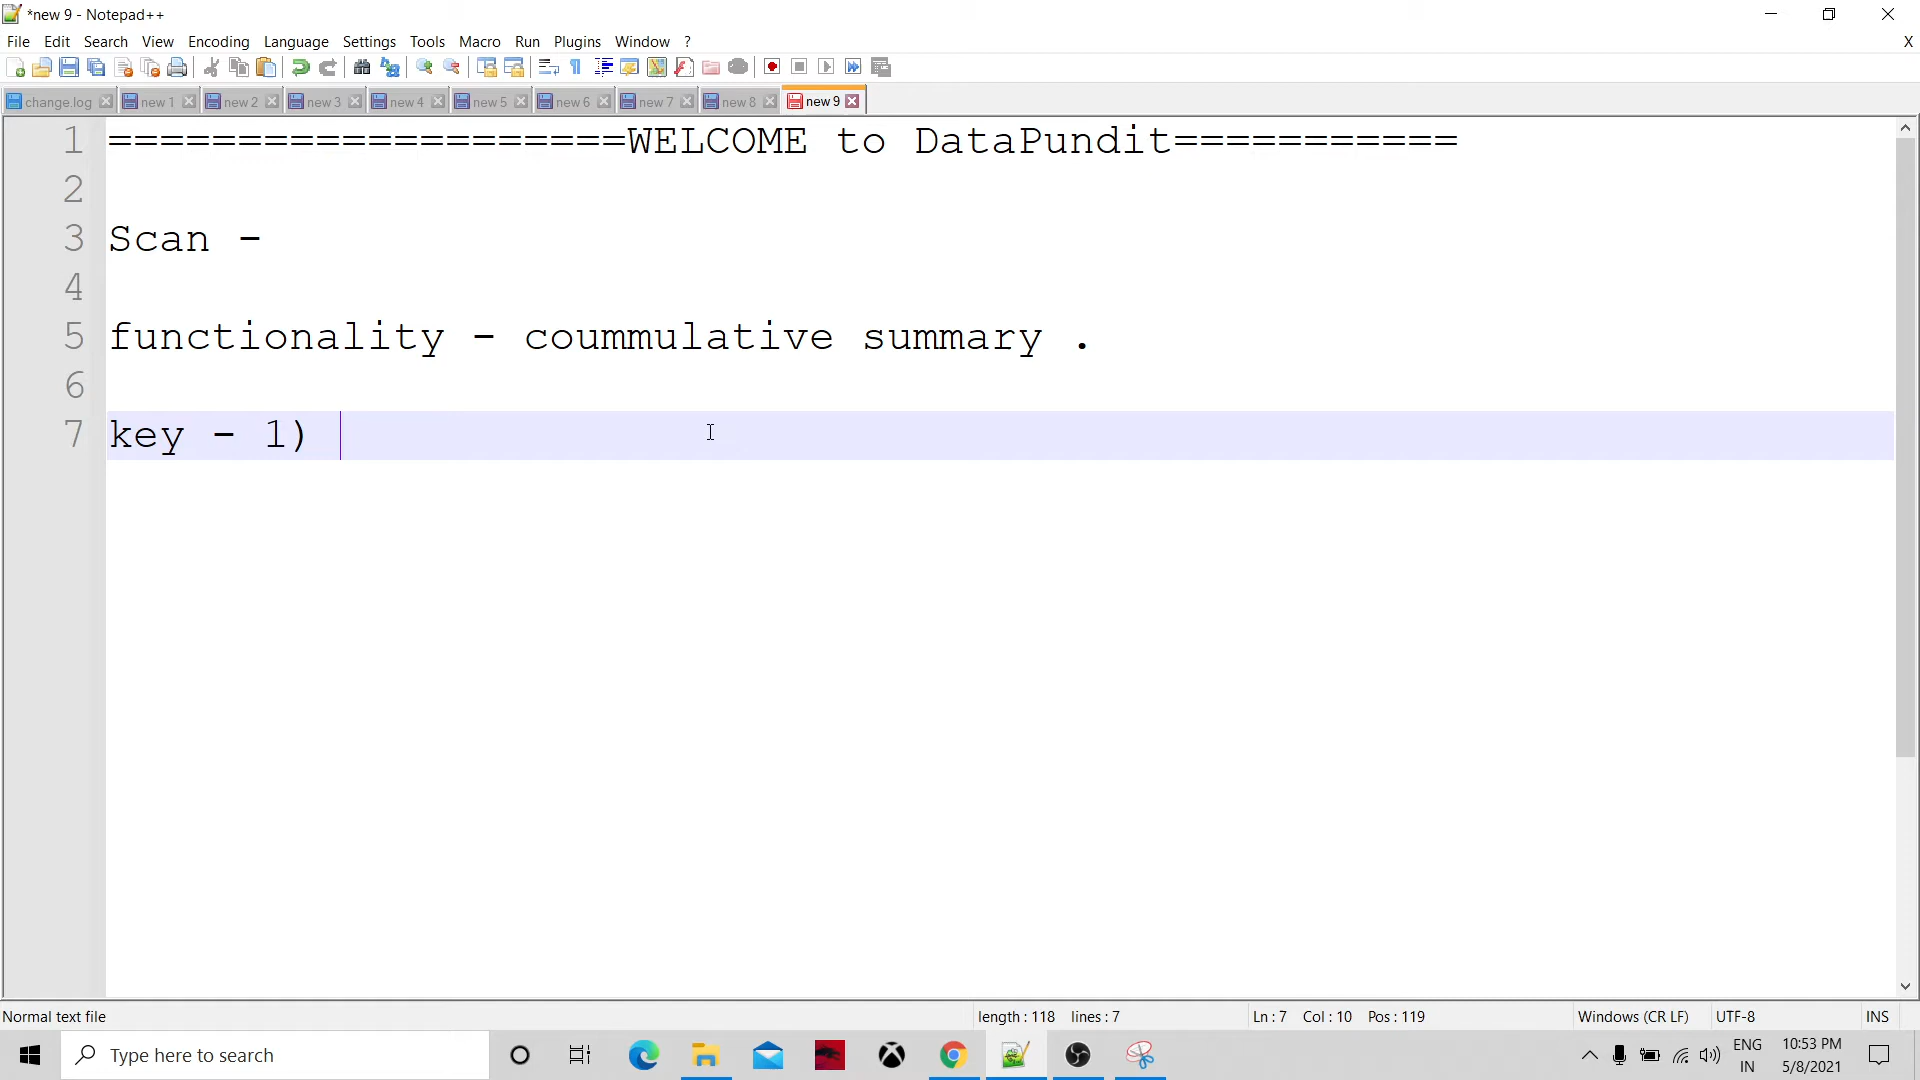 *new 9 - Notepad++
File Edit Search View Encoding Language Settings Tools Macro Run Plugins Window ?
X
change.log new 1 new 2 new 3 new 4 new 5 new 6 new 7 new 8 new 9
1 ====================WELCOME to DataPundit===========
2
3 Scan -
4
5 functionality - coummulative summary .
6
7 key - 1)
Normal text file length : 118 lines : 7 Ln : 7 Col : 10 Pos : 119 Windows (CR LF) UTF-8 INS
Type here to search
ENG
IN
10:53 PM
5/8/2021